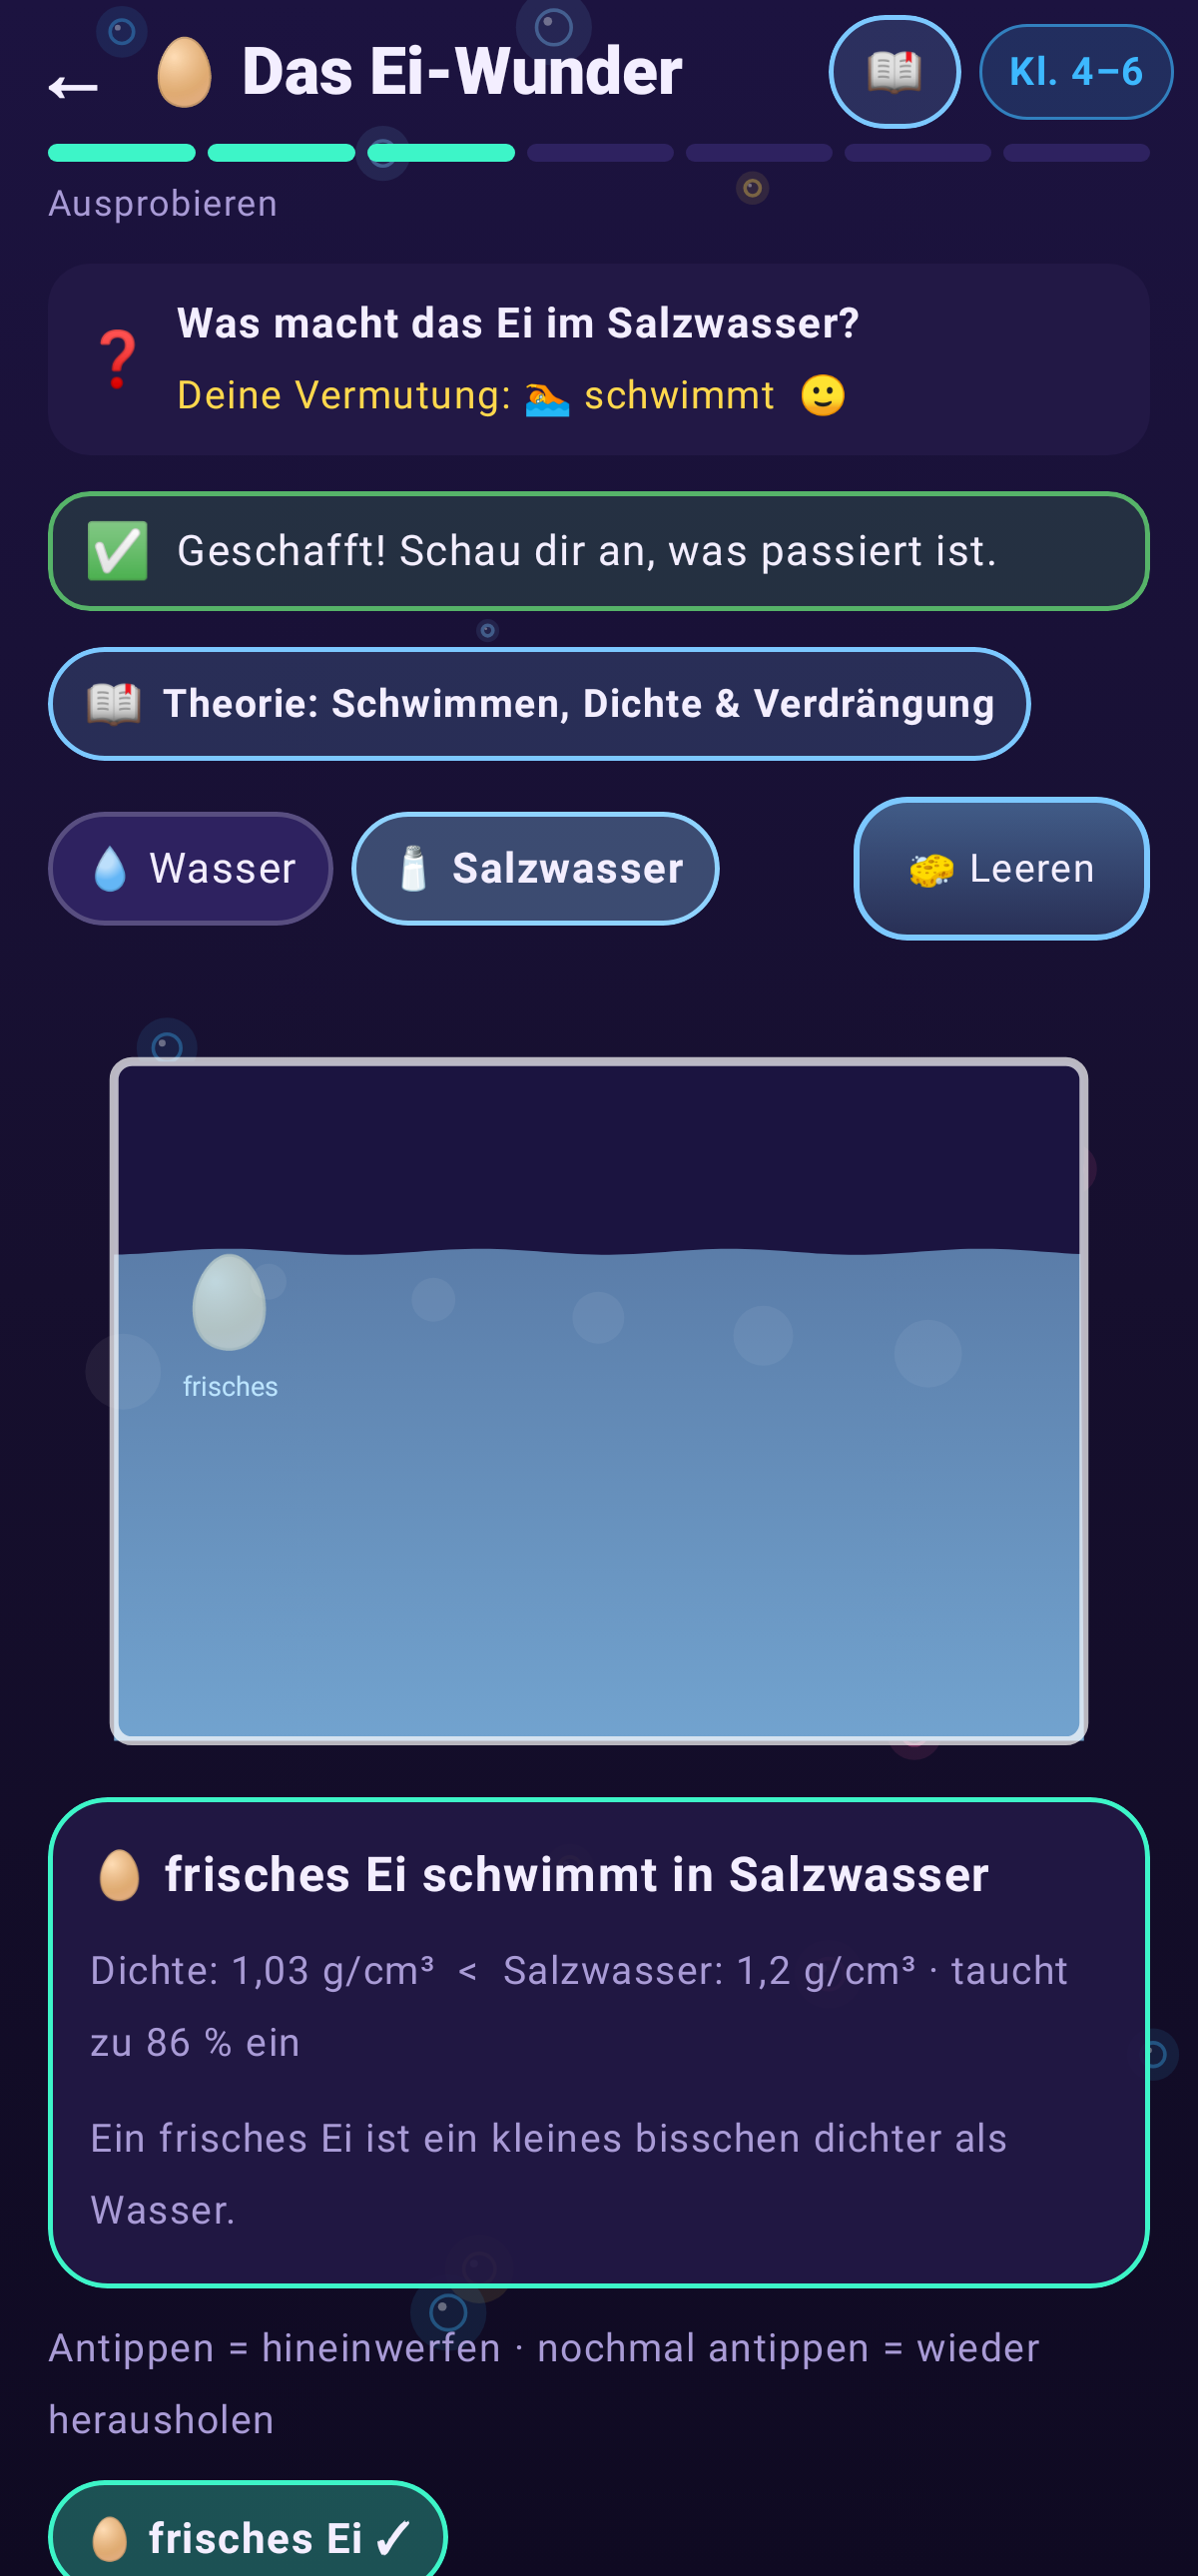 ← Das Ei-Wunder
Kl. 4–6
Ausprobieren
Was macht das Ei im Salzwasser?
Deine Vermutung: schwimmt
Geschafft! Schau dir an, was passiert ist.
Theorie: Schwimmen, Dichte & Verdrängung
Wasser
Salzwasser
Leeren
frisches
frisches Ei schwimmt in Salzwasser
Dichte: 1,03 g/cm³ < Salzwasser: 1,2 g/cm³ · taucht
zu 86 % ein
Ein frisches Ei ist ein kleines bisschen dichter als
Wasser.
Antippen = hineinwerfen · nochmal antippen = wieder
herausholen
frisches Ei ✓